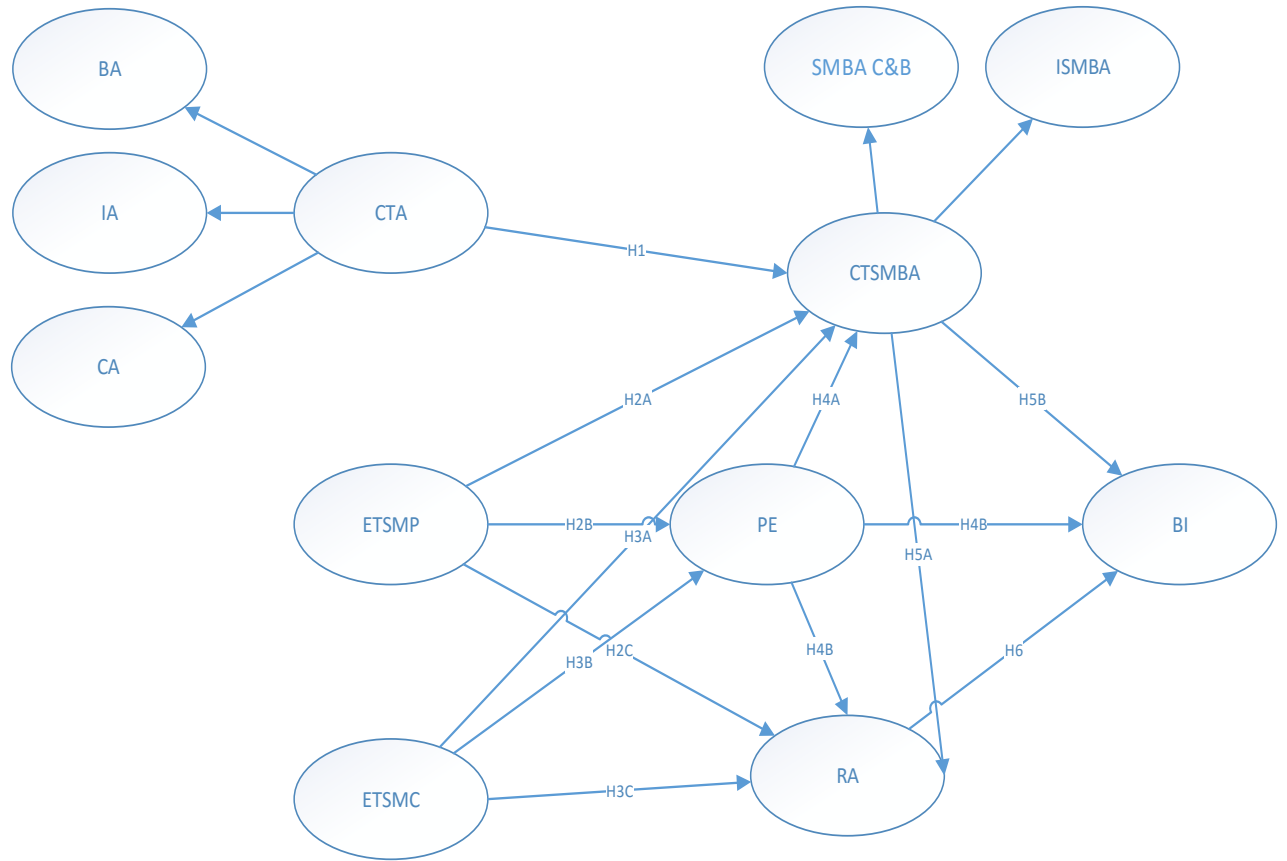 BA
SMBA C&B
ISMBA
IA
CTA
H1
CTSMBA
CA
H2A
H4A
H5B
ETSMP
H2B
H3A
PE
H4B
H5A
BI
H3B
H2C
H4B
H6
ETSMC
H3C
RA